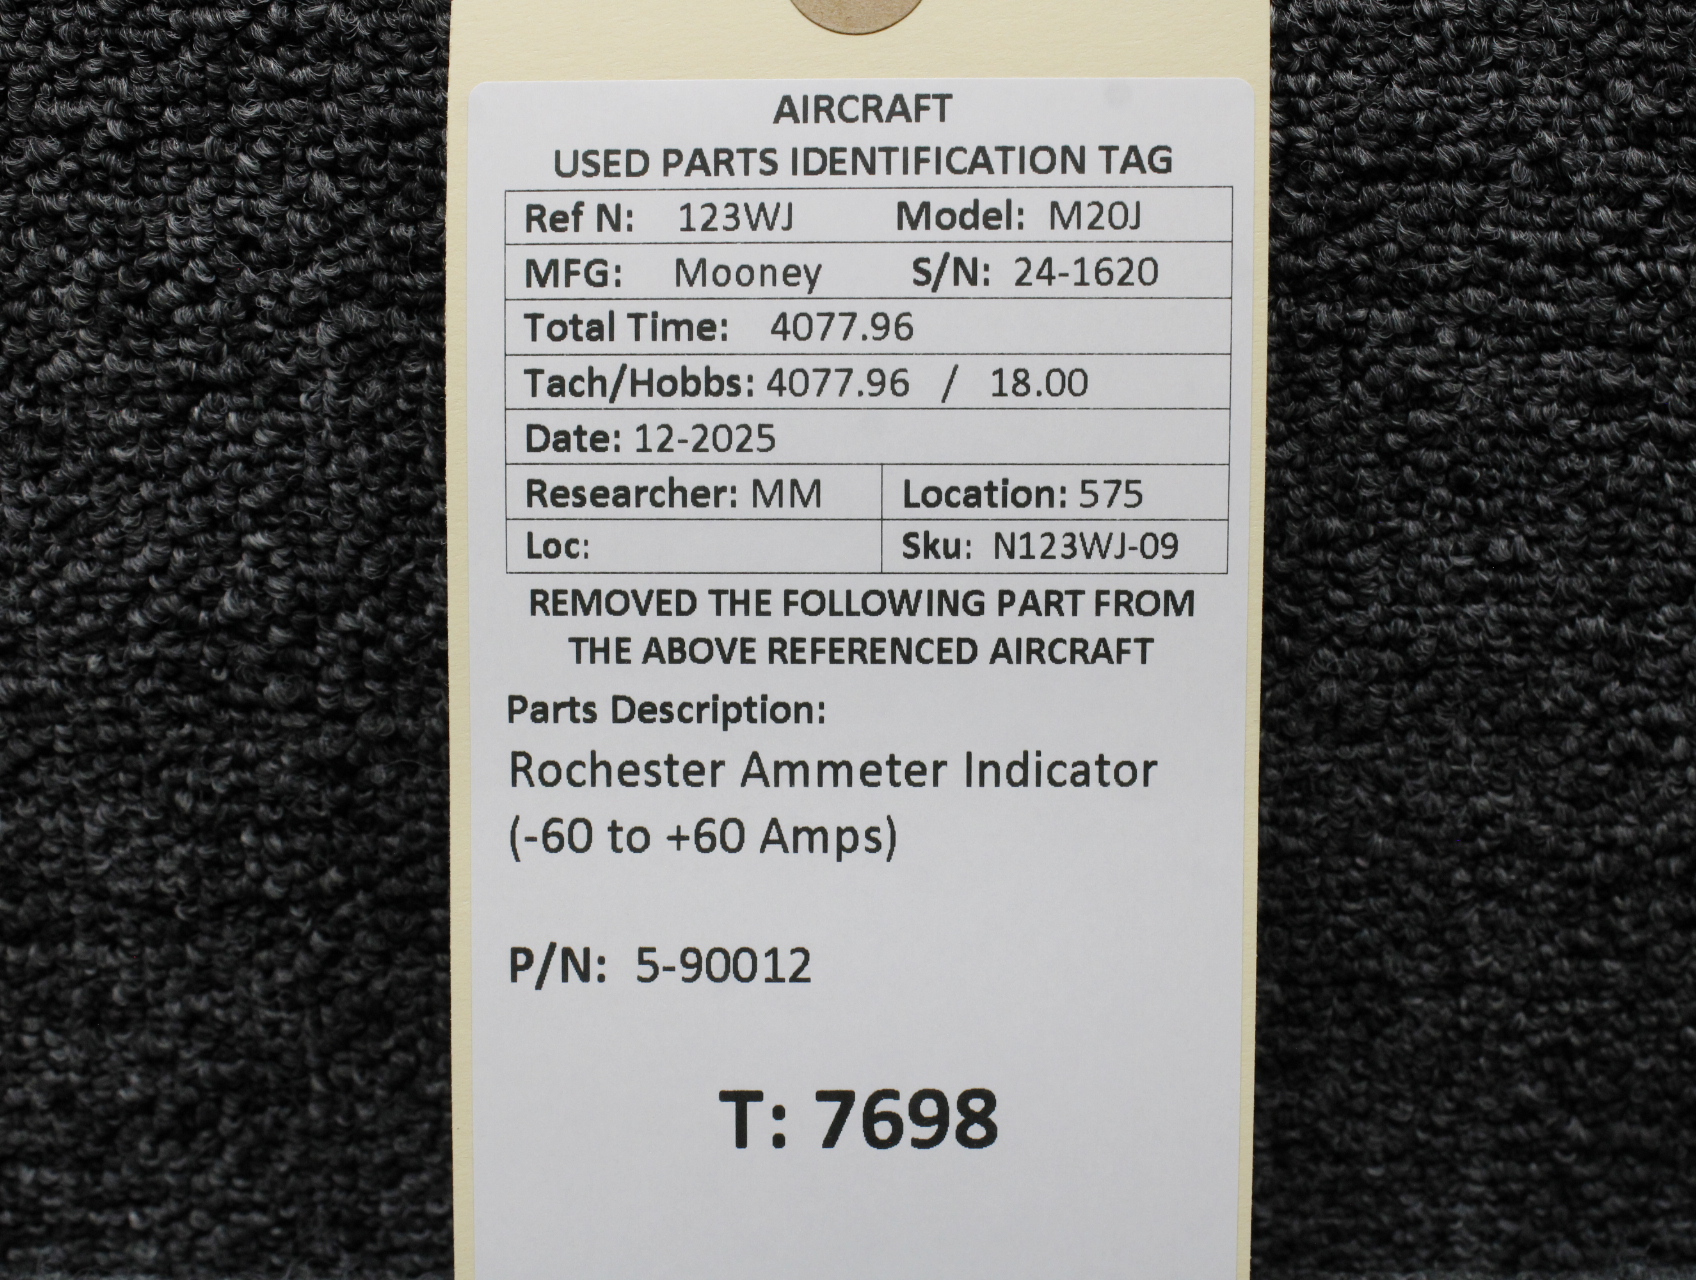 AIRCRAFT
USED PARTS IDENTIFICATION TAG
Ref N: 123WJ Model: M20J
MFG: Mooney S/N: 24-1620
Total Time: 4077.96
Tach/Hobbs: 4077.96 / 18.00
Date: 12-2025
Researcher: MM Location: 575
Loc: Sku: N123WJ-09
REMOVED THE FOLLOWING PART FROM
THE ABOVE REFERENCED AIRCRAFT
Parts Description:
Rochester Ammeter Indicator
(-60 to +60 Amps)
P/N: 5-90012
T: 7698